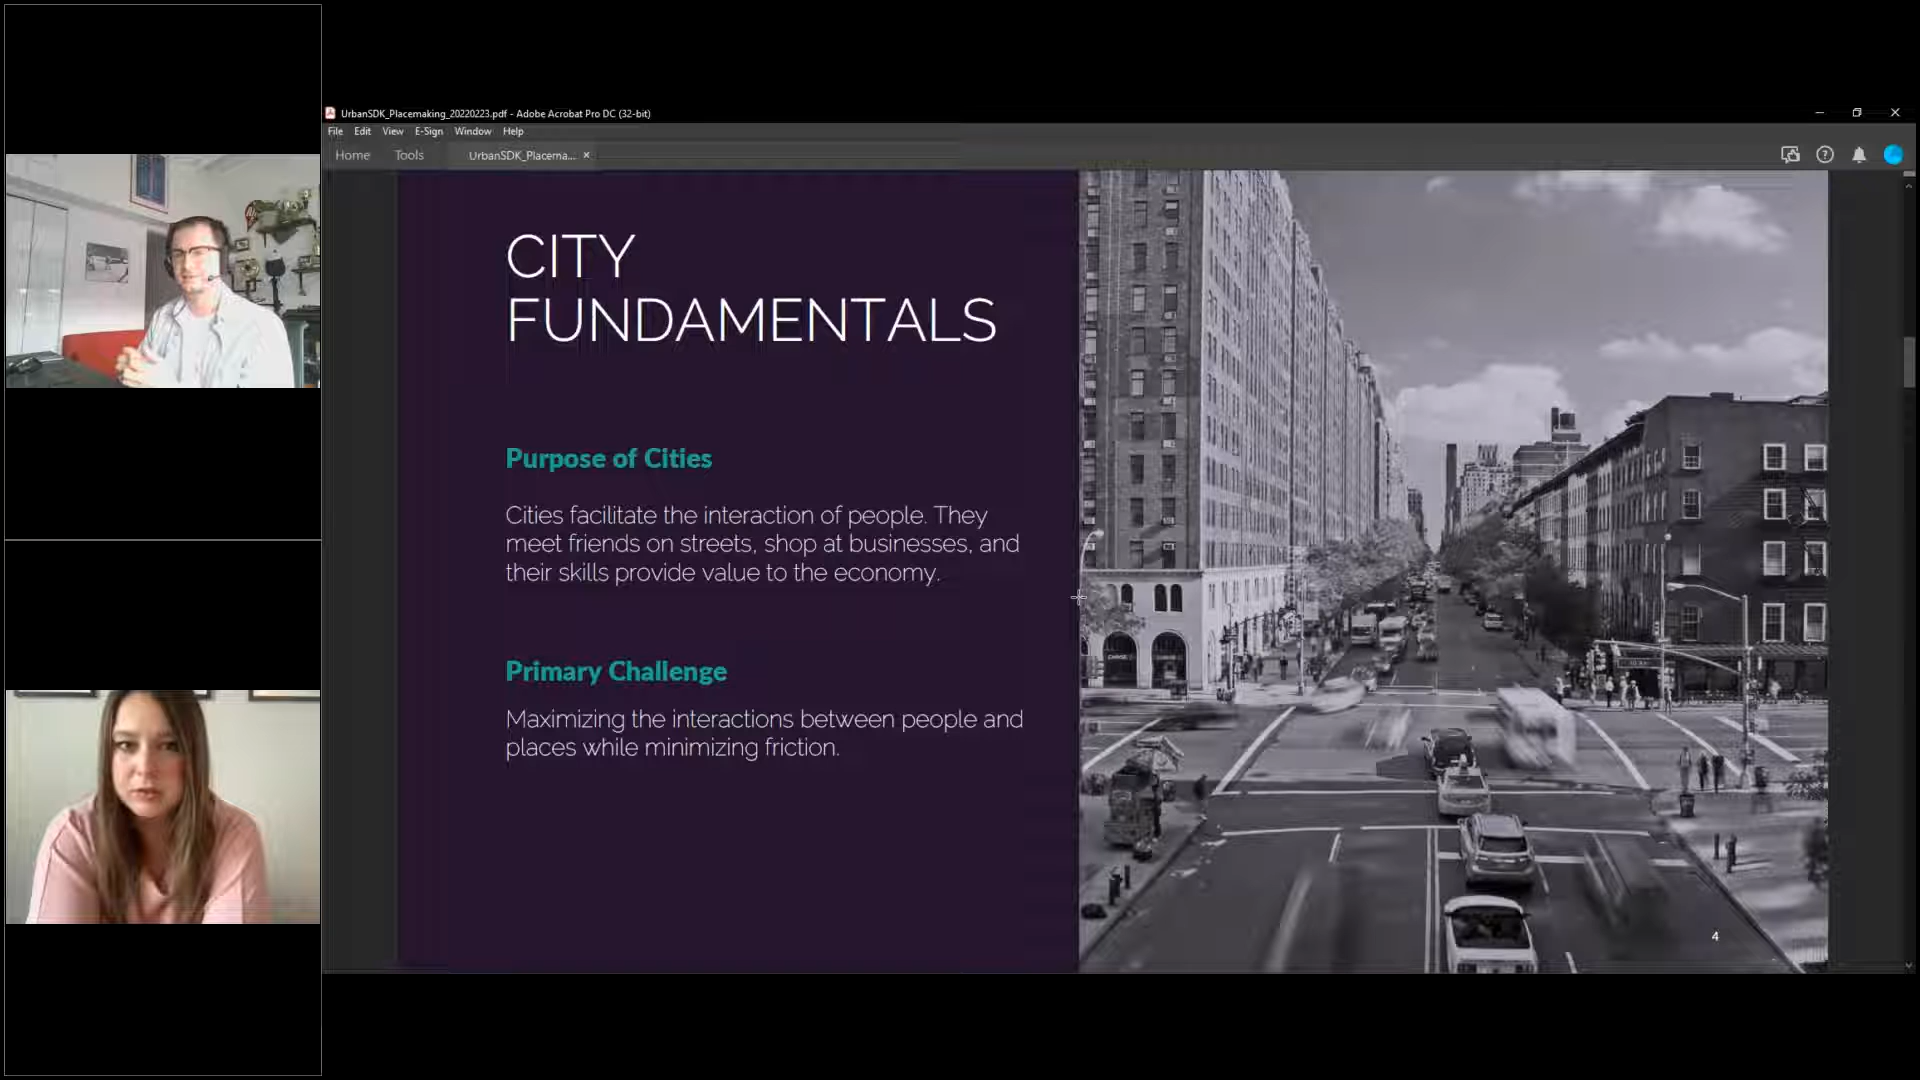 UrbanSDK_Placemaking_20220223.pdf - Adobe Acrobat Pro DC (32-bit)
File Edit View E-Sign Window Help
Home Tools UrbanSDK_Placema... ×
CITY
FUNDAMENTALS
Purpose of Cities
Cities facilitate the interaction of people. They
meet friends on streets, shop at businesses, and
their skills provide value to the economy.
Primary Challenge
Maximizing the interactions between people and
places while minimizing friction.
4